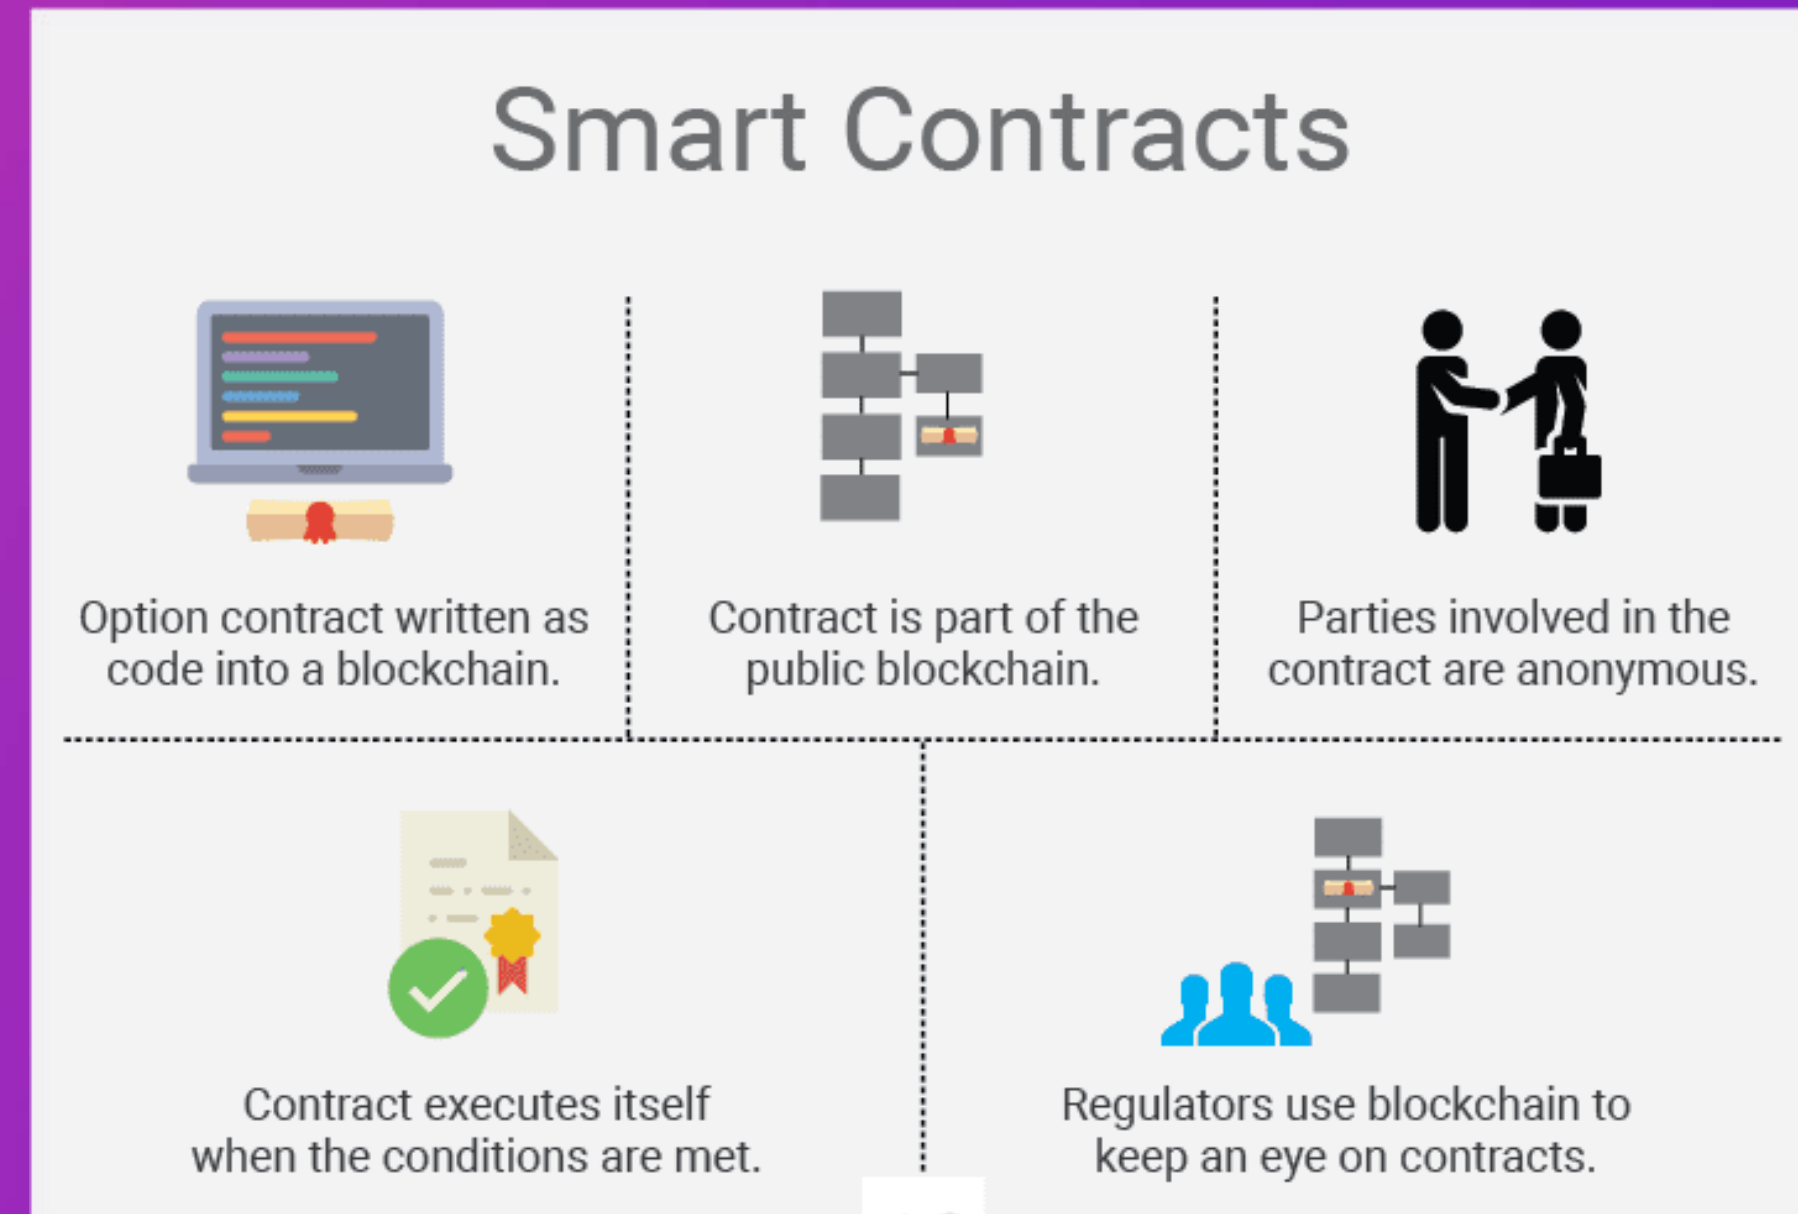 Smart Contracts
Option contract written as
code into a blockchain.
Contract is part of the
public blockchain.
Parties involved in the
contract are anonymous.
Contract executes itself
when the conditions are met.
Regulators use blockchain to
keep an eye on contracts.